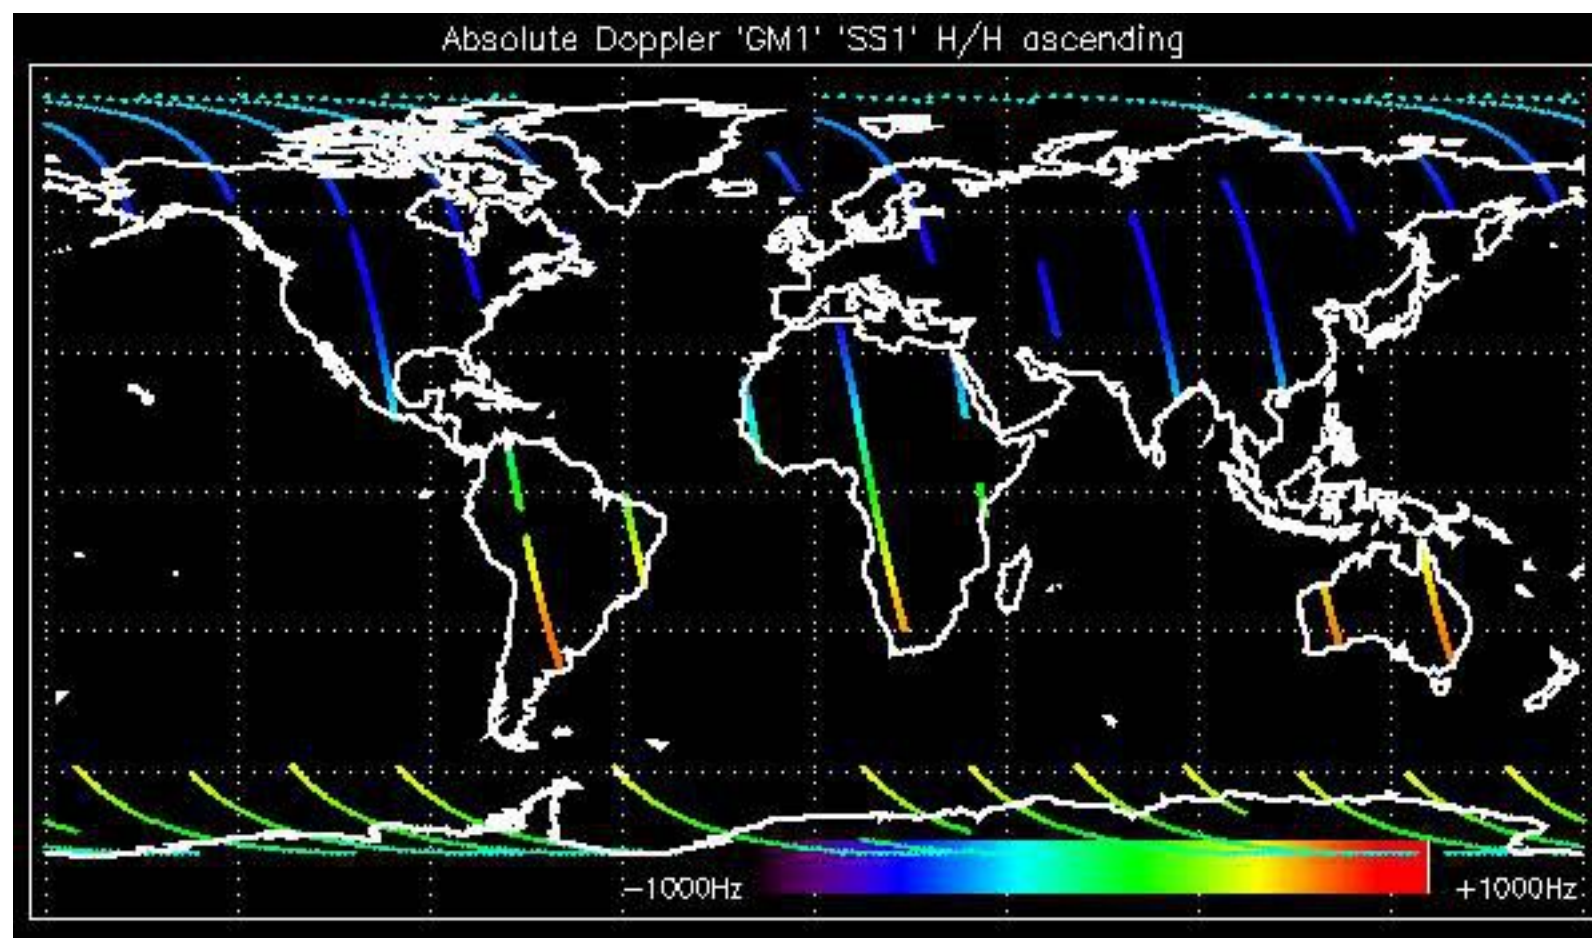 Absolute Doppler 'GM1' 'SS1' H/H ascending
−1000Hz
+1000Hz